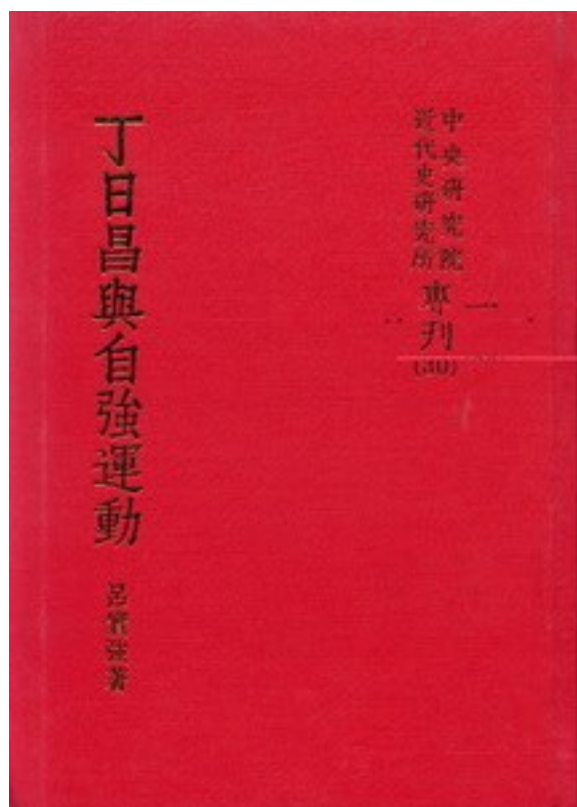 中央研究院
近代史研究所
專刊
(30)
丁日昌與自強運動
呂實強著